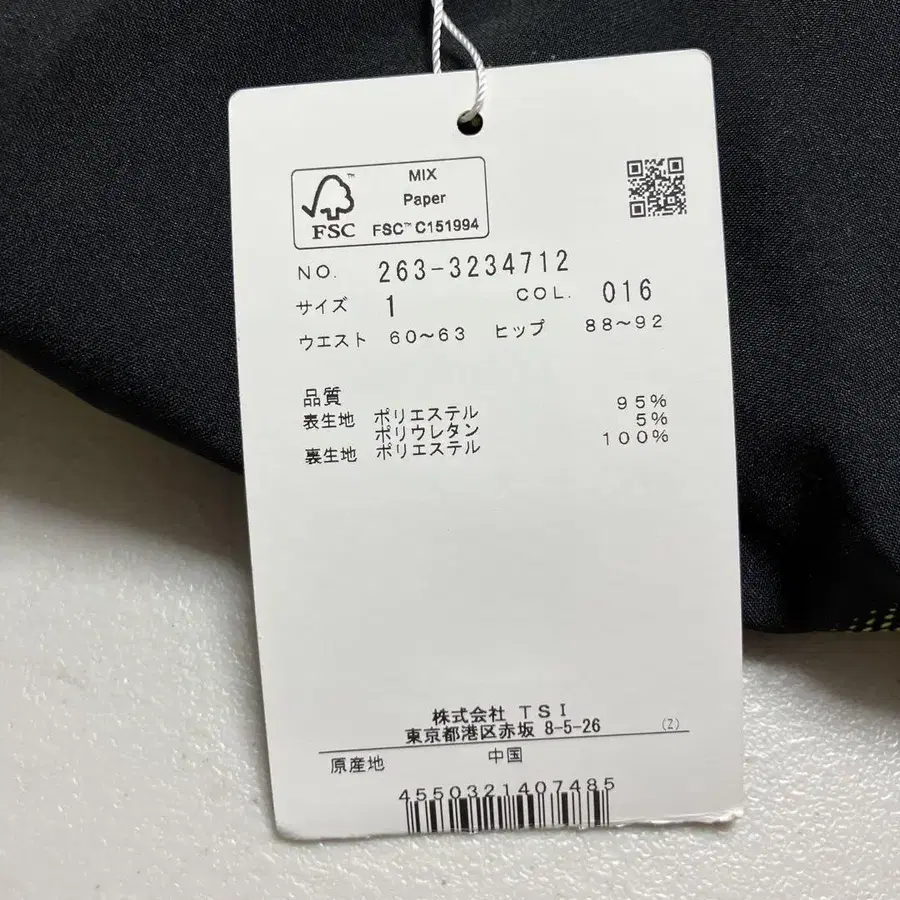 MIX
Paper
FSC™ C151994
FSC
NO. 263-3234712
サイズ 1 COL. 016
ウエスト 60〜63 ヒップ 88〜92
品質
表生地 ポリエステル 95%
ポリウレタン 5%
裏生地 ポリエステル 100%
株式会社 TSI
東京都港区赤坂 8-5-26 (Z)
原産地 中国
4550321407485